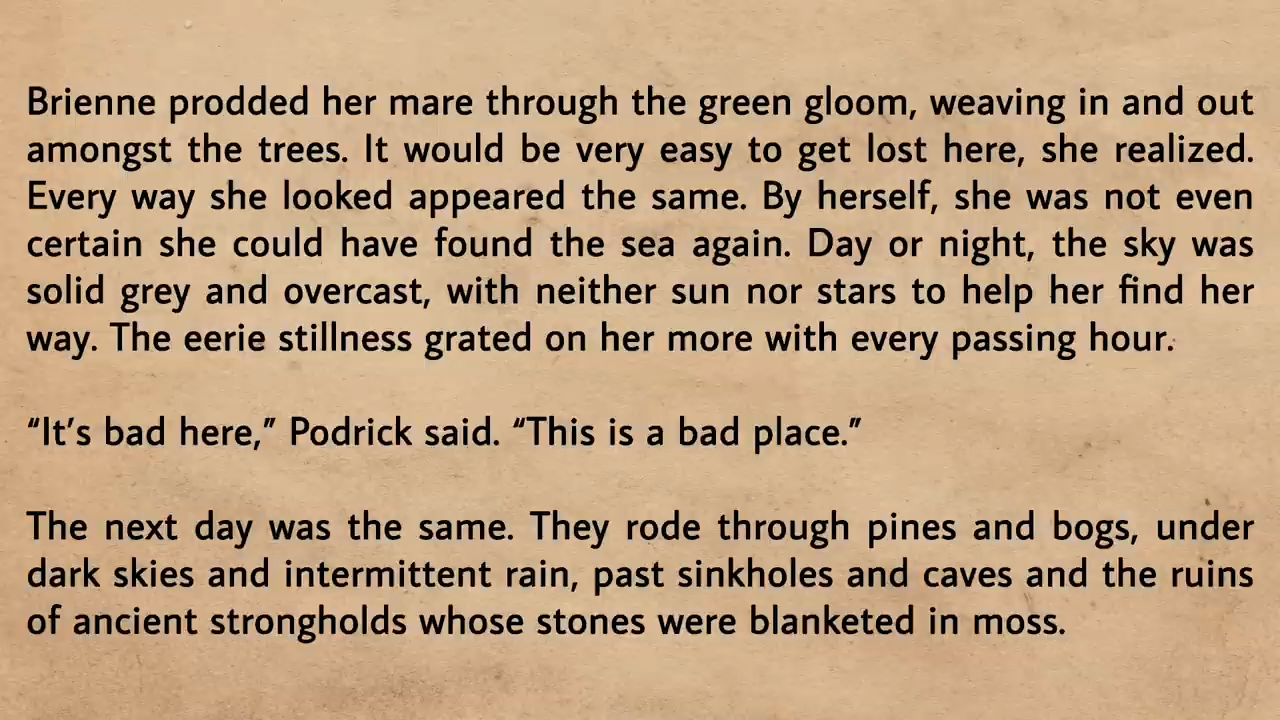 Brienne prodded her mare through the green gloom, weaving in and out
amongst the trees. It would be very easy to get lost here, she realized.
Every way she looked appeared the same. By herself, she was not even
certain she could have found the sea again. Day or night, the sky was
solid grey and overcast, with neither sun nor stars to help her find her
way. The eerie stillness grated on her more with every passing hour.
“It’s bad here,” Podrick said. “This is a bad place.”
The next day was the same. They rode through pines and bogs, under
dark skies and intermittent rain, past sinkholes and caves and the ruins
of ancient strongholds whose stones were blanketed in moss.